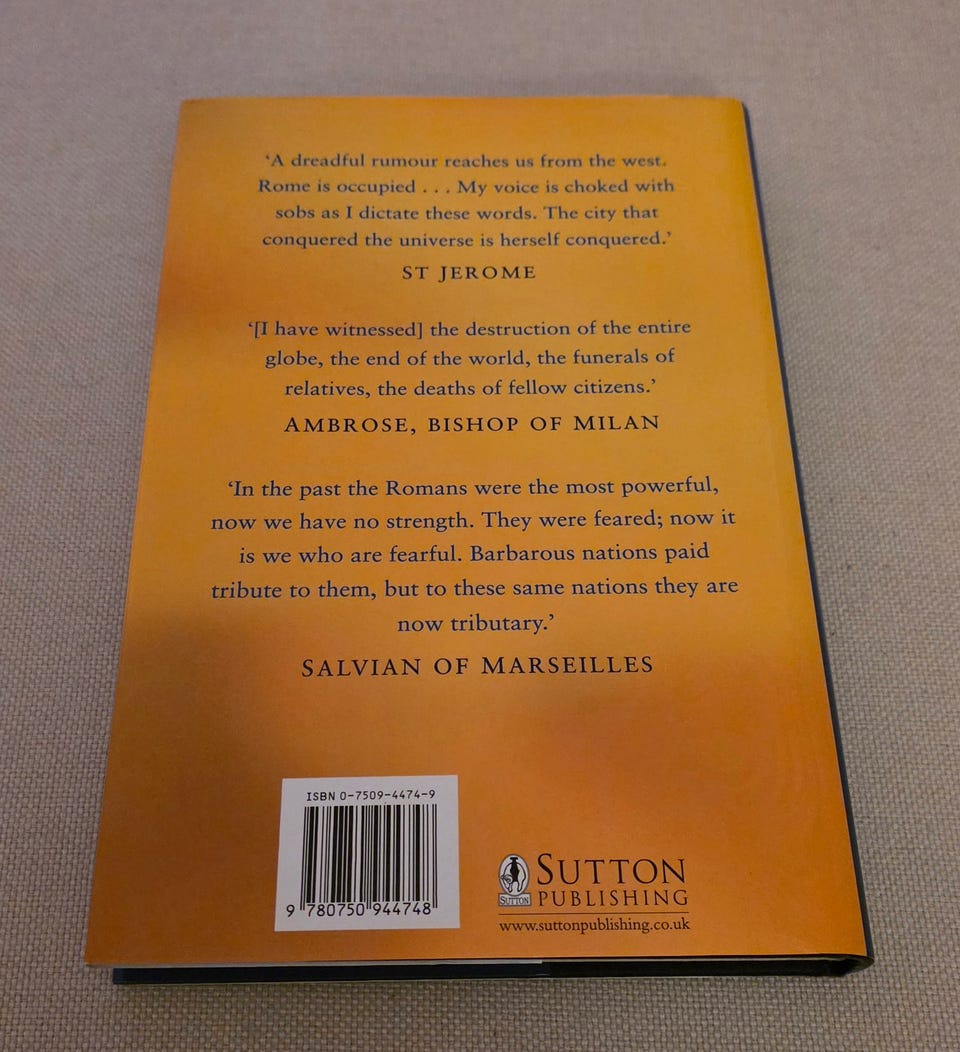 ‘A dreadful rumour reaches us from the west.
Rome is occupied . . . My voice is choked with
sobs as I dictate these words. The city that
conquered the universe is herself conquered.’
ST JEROME
‘[I have witnessed] the destruction of the entire
globe, the end of the world, the funerals of
relatives, the deaths of fellow citizens.’
AMBROSE, BISHOP OF MILAN
‘In the past the Romans were the most powerful,
now we have no strength. They were feared; now it
is we who are fearful. Barbarous nations paid
tribute to them, but to these same nations they are
now tributary.’
SALVIAN OF MARSEILLES
ISBN 0-7509-4474-9
9 780750 944748
SUTTON
SUTTON
PUBLISHING
www.suttonpublishing.co.uk